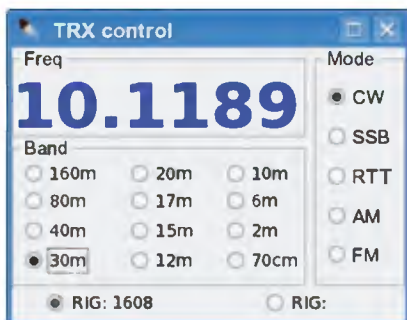 TRX control
Freq
10.1189
Band
160m 20m 10m
80m 17m 6m
40m 15m 2m
30m 12m 70cm
Mode
CW
SSB
RTT
AM
FM
RIG: 1608 RIG: